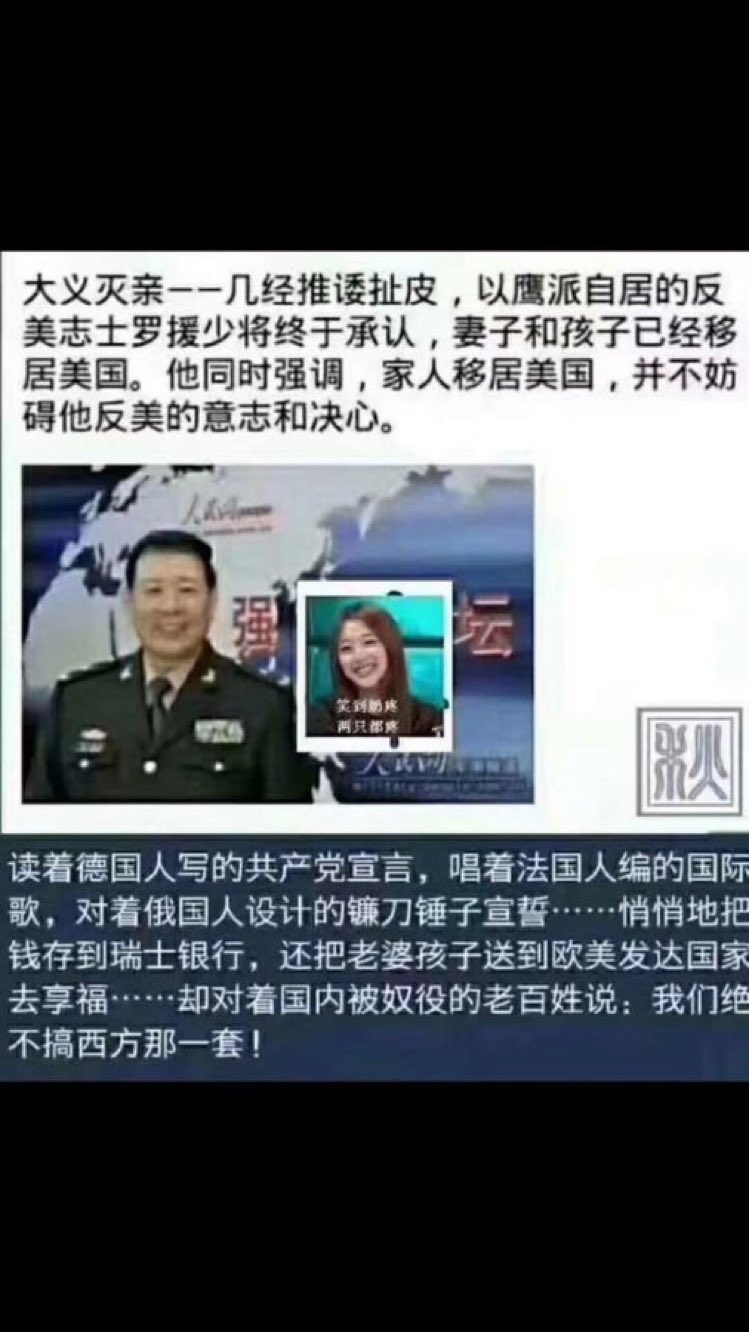 大义灭亲——几经推诿扯皮，以鹰派自居的反
美志士罗援少将终于承认，妻子和孩子已经移
居美国。他同时强调，家人移居美国，并不妨
碍他反美的意志和决心。
人民网
强
坛
笑到奶疼
两只都疼
人民网
秋
读着德国人写的共产党宣言，唱着法国人编的国际
歌，对着俄国人设计的镰刀锤子宣誓……悄悄地把
钱存到瑞士银行，还把老婆孩子送到欧美发达国家
去享福……却对着国内被奴役的老百姓说：我们绝
不搞西方那一套！